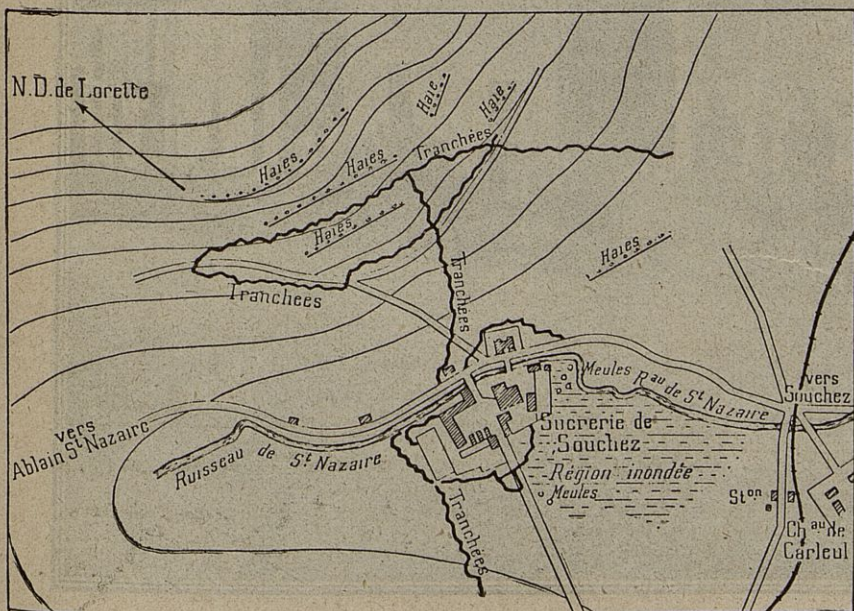 N.D. de Lorette
Haie
Haie
Haies
Haies
Tranchées
Haies
Haies
Tranchées
Tranchées
Meules
Rau de St Nazaire
vers
Souchez
vers
Ablain St Nazaire
Ruisseau de St Nazaire
Sucrerie de
Souchez
Région inondée
Meules
Ston
Chau de
Carleul
Tranchées